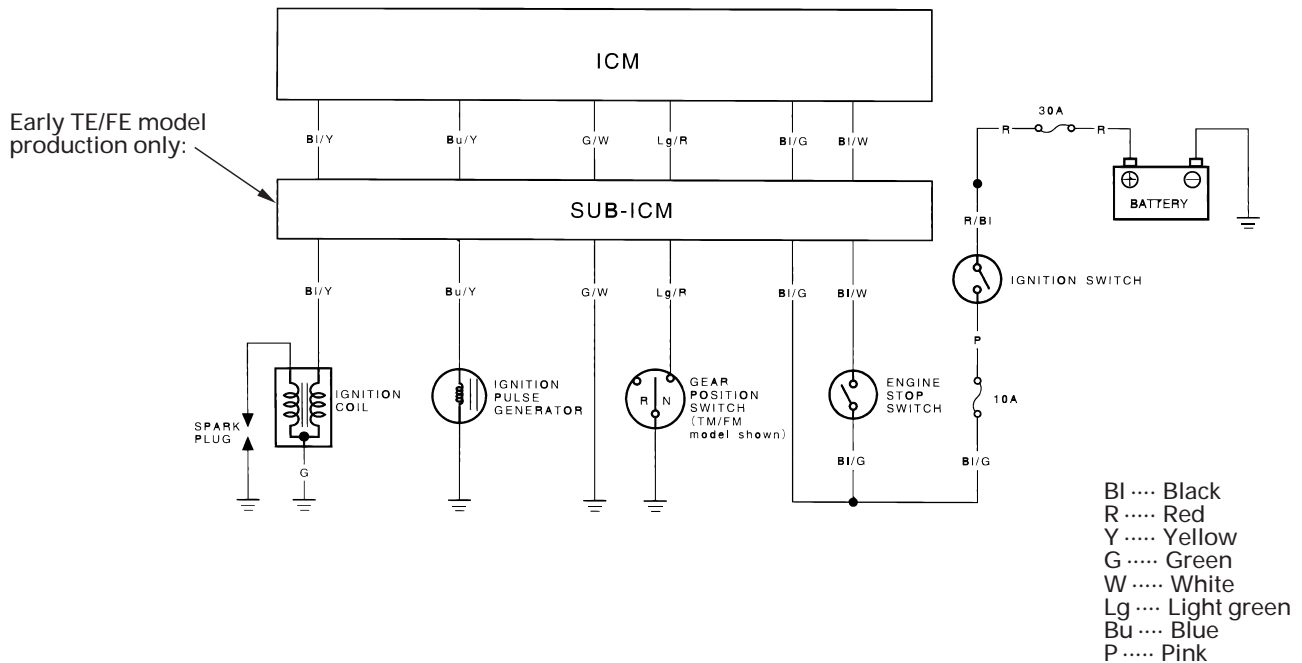 ICM
Early TE/FE model
production only:
Bl/Y
Bu/Y
G/W
Lg/R
Bl/G
Bl/W
R
30A
R
BATTERY
SUB-ICM
R/Bl
Bl/Y
Bu/Y
G/W
Lg/R
Bl/G
Bl/W
IGNITION SWITCH
P
IGNITION
COIL
IGNITION
PULSE
GENERATOR
R N
GEAR
POSITION
SWITCH
(TM/FM
model shown)
ENGINE
STOP
SWITCH
10A
SPARK
PLUG
G
Bl/G
Bl/G
Bl ···· Black
R ····· Red
Y ····· Yellow
G ····· Green
W ····· White
Lg ···· Light green
Bu ···· Blue
P ····· Pink